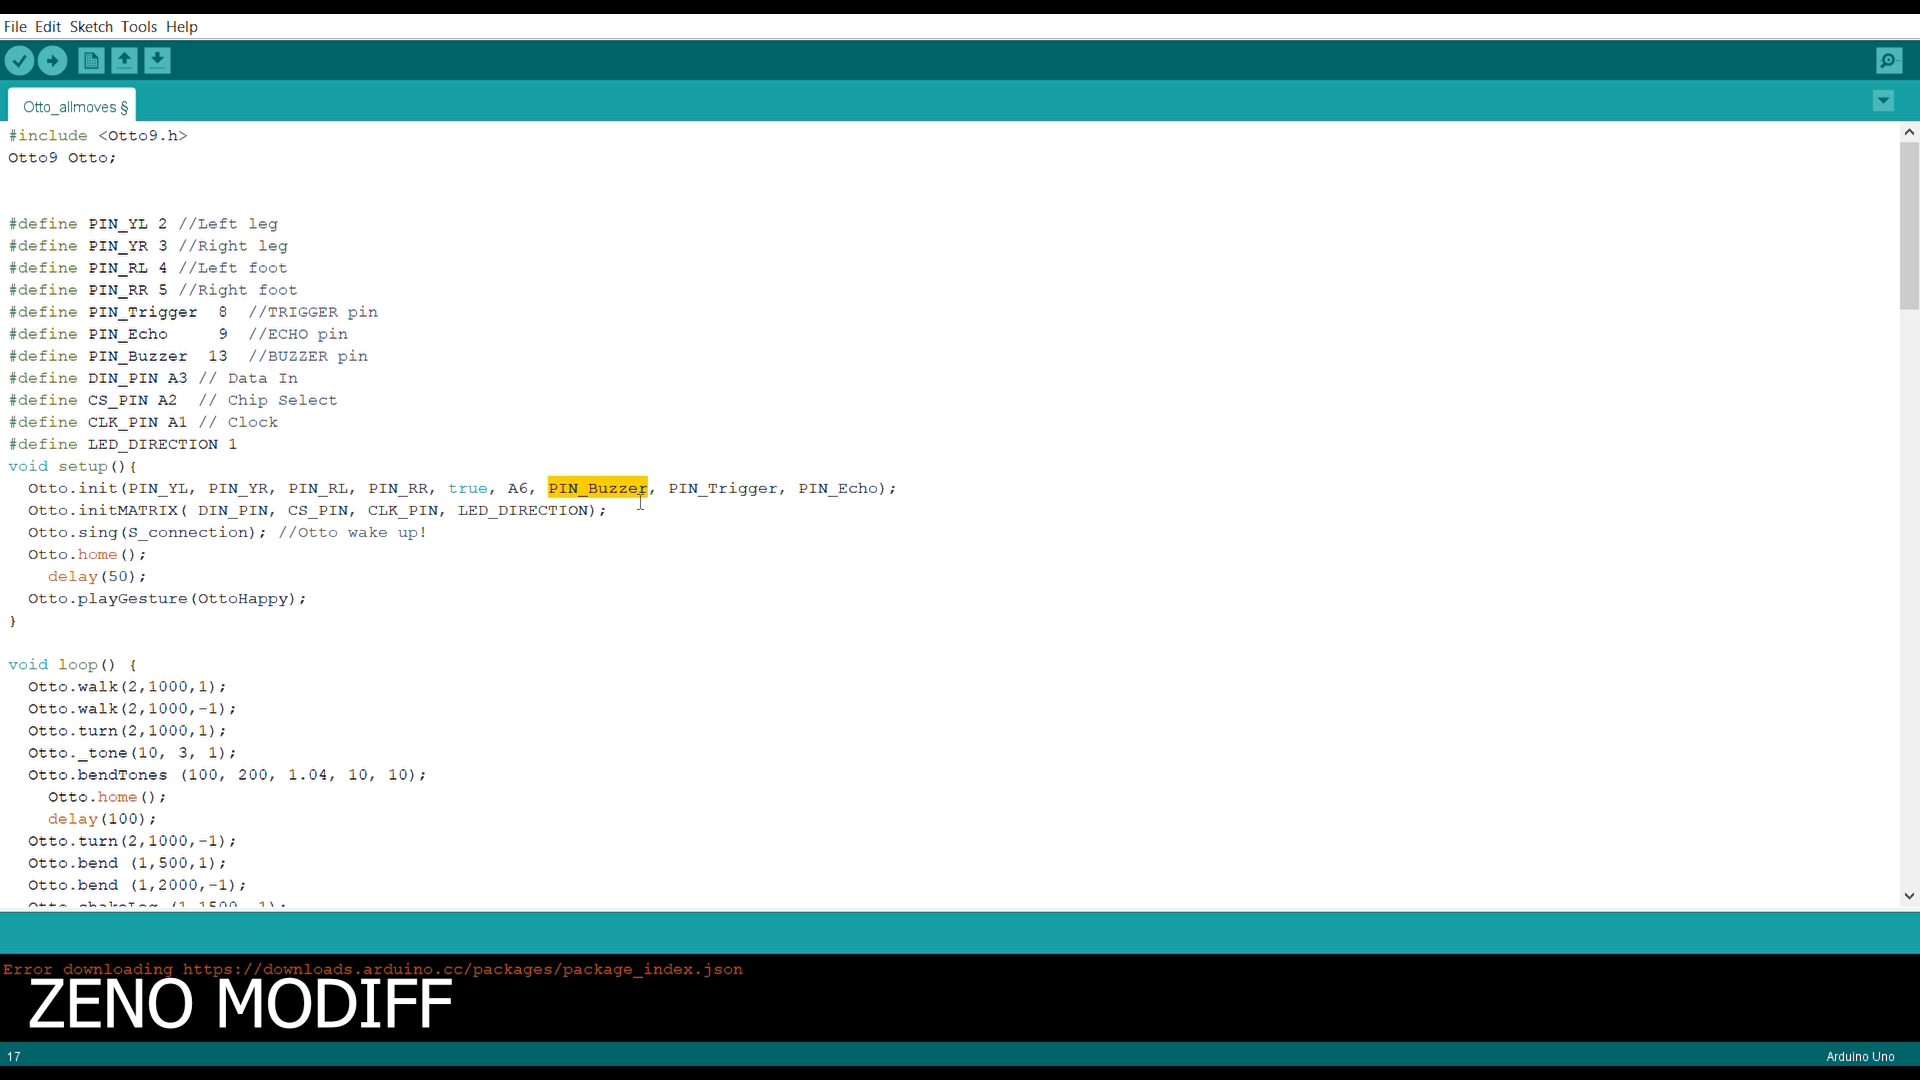 File Edit Sketch Tools Help
Otto_allmoves §
#include <Otto9.h>
Otto9 Otto;
#define PIN_YL 2 //Left leg
#define PIN_YR 3 //Right leg
#define PIN_RL 4 //Left foot
#define PIN_RR 5 //Right foot
#define PIN_Trigger  8  //TRIGGER pin
#define PIN_Echo     9  //ECHO pin
#define PIN_Buzzer  13  //BUZZER pin
#define DIN_PIN A3 // Data In
#define CS_PIN A2  // Chip Select
#define CLK_PIN A1 // Clock
#define LED_DIRECTION 1
void setup(){
  Otto.init(PIN_YL, PIN_YR, PIN_RL, PIN_RR, true, A6, PIN_Buzzer, PIN_Trigger, PIN_Echo);
  Otto.initMATRIX( DIN_PIN, CS_PIN, CLK_PIN, LED_DIRECTION);
  Otto.sing(S_connection); //Otto wake up!
  Otto.home();
    delay(50);
  Otto.playGesture(OttoHappy);
}
void loop() {
  Otto.walk(2,1000,1);
  Otto.walk(2,1000,-1);
  Otto.turn(2,1000,1);
  Otto._tone(10, 3, 1);
  Otto.bendTones (100, 200, 1.04, 10, 10);
    Otto.home();
    delay(100);
  Otto.turn(2,1000,-1);
  Otto.bend (1,500,1);
  Otto.bend (1,2000,-1);
Error downloading https://downloads.arduino.cc/packages/package_index.json
ZENO MODIFF
17
Arduino Uno